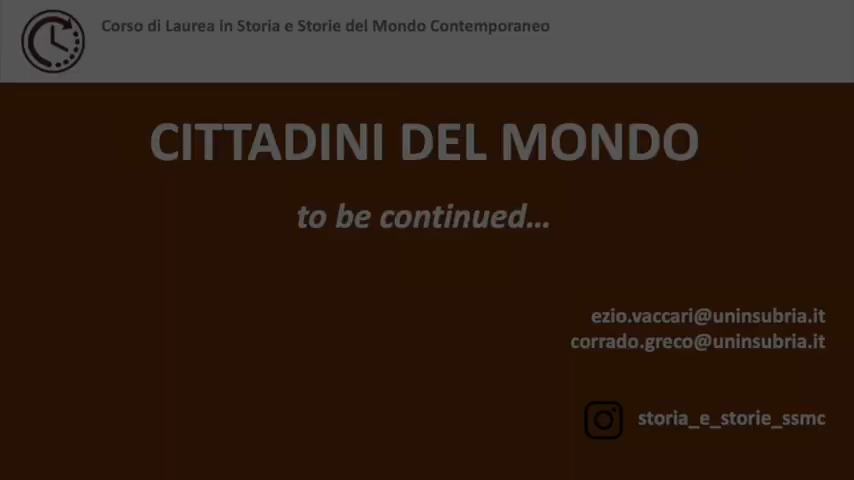 Corso di Laurea in Storia e Storie del Mondo Contemporaneo
CITTADINI DEL MONDO
to be continued...
ezio.vaccari@uninsubria.it
corrado.greco@uninsubria.it
storia_e_storie_ssmc